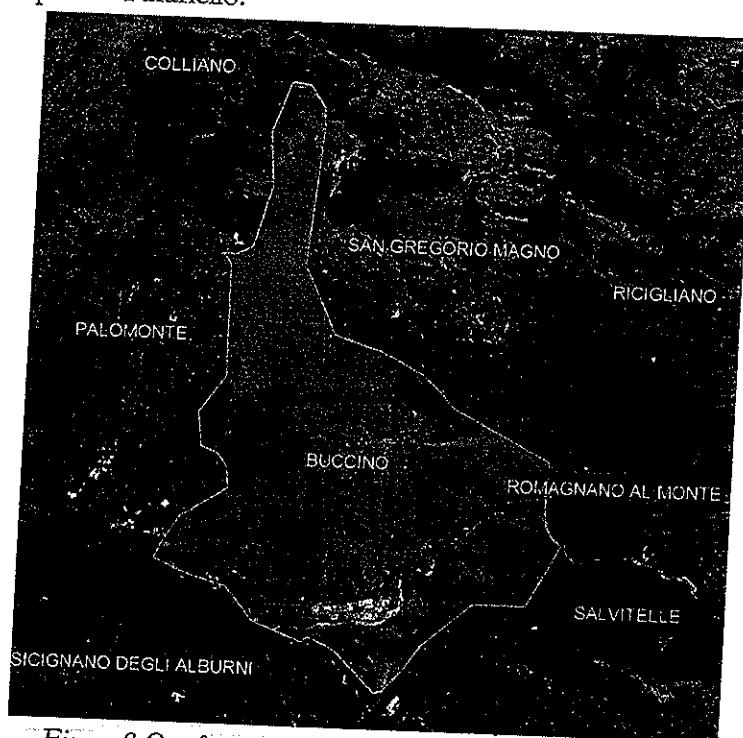 COLLIANO
SAN GREGORIO MAGNO
RICIGLIANO
PALOMONTE
BUCCINO
ROMAGNANO AL MONTE
SALVITELLE
SICIGNANO DEGLI ALBURNI